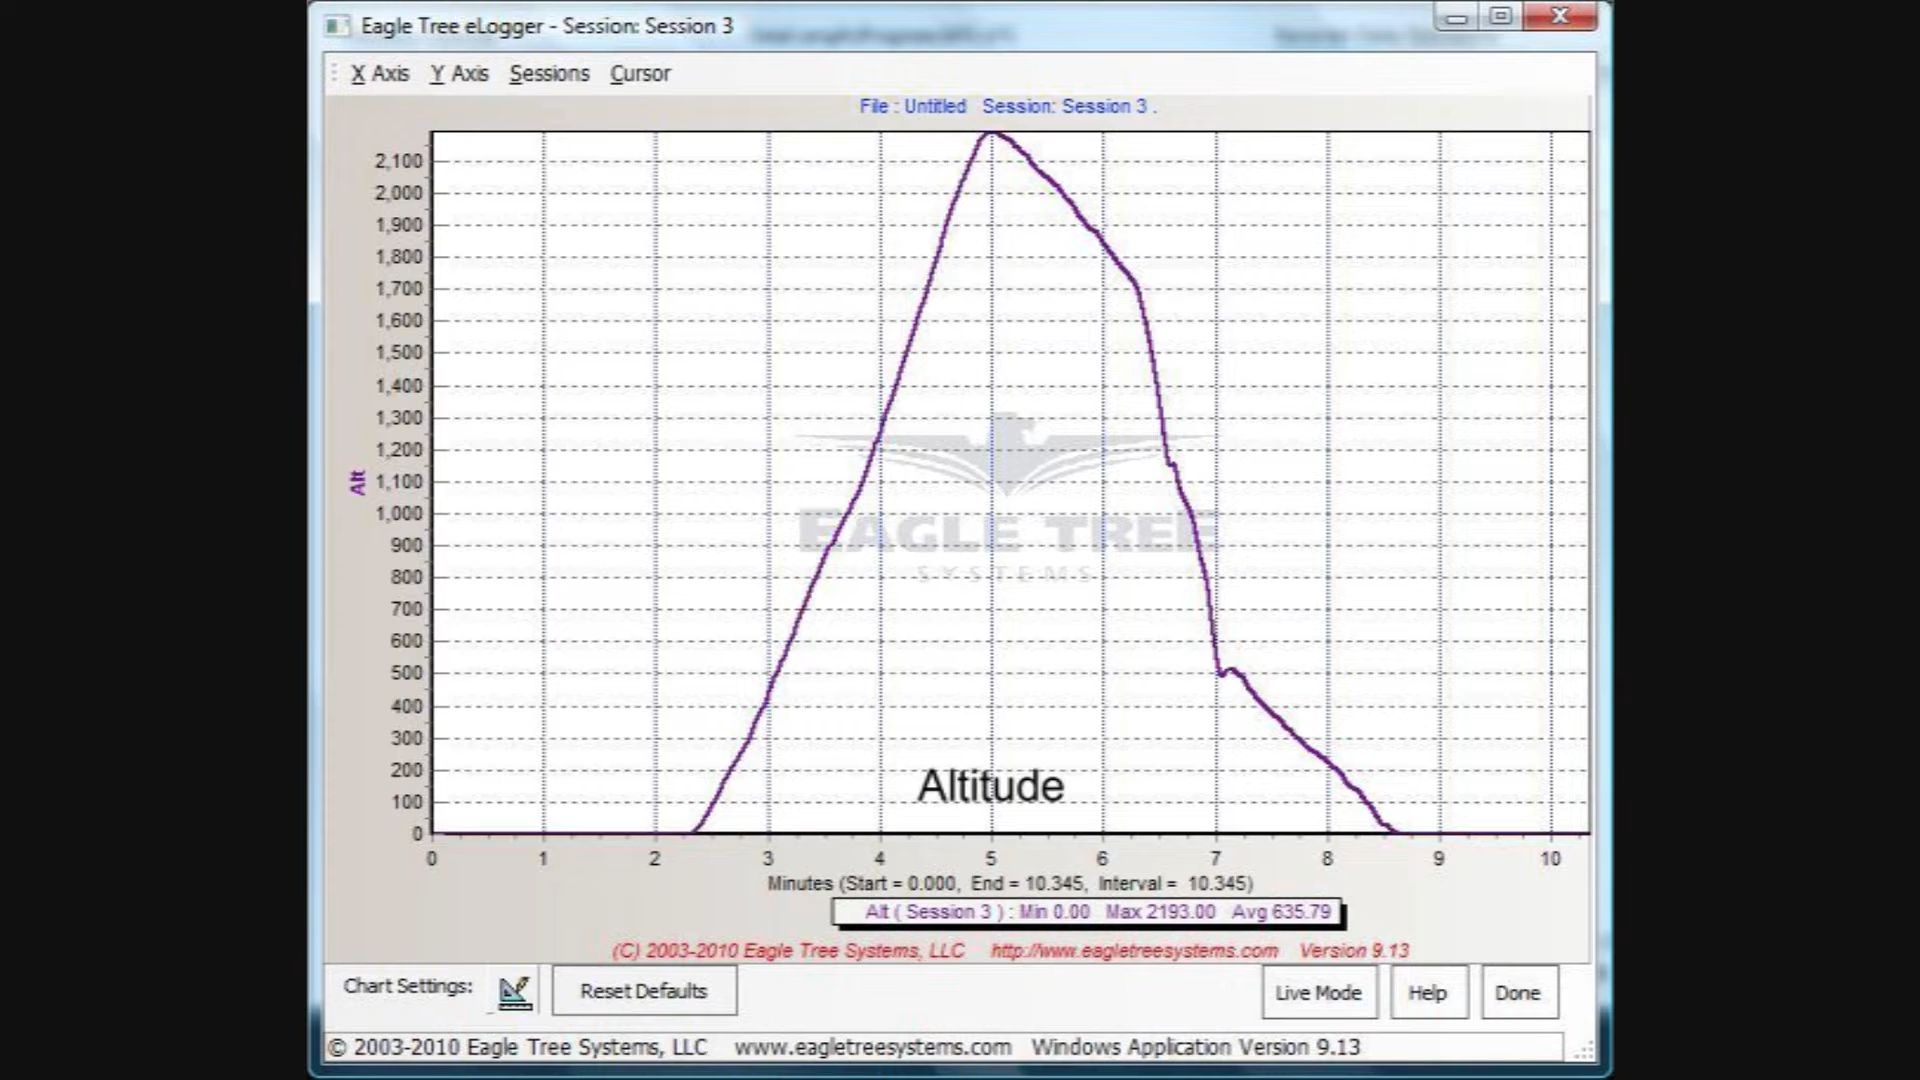 Eagle Tree eLogger - Session: Session 3
X Axis Y Axis Sessions Cursor
File : Untitled Session: Session 3 .
2,100
2,000
1,900
1,800
1,700
1,600
1,500
1,400
1,300
1,200
1,100
1,000
900
800
700
600
500
400
300
200
100
0
Alt
EAGLE TREE
SYSTEMS
Altitude
0 1 2 3 4 5 6 7 8 9 10
Minutes (Start = 0.000, End = 10.345, Interval = 10.345)
Alt ( Session 3 ) : Min 0.00 Max 2193.00 Avg 635.79
(C) 2003-2010 Eagle Tree Systems, LLC http://www.eagletreesystems.com Version 9.13
Chart Settings: Reset Defaults Live Mode Help Done
© 2003-2010 Eagle Tree Systems, LLC www.eagletreesystems.com Windows Application Version 9.13